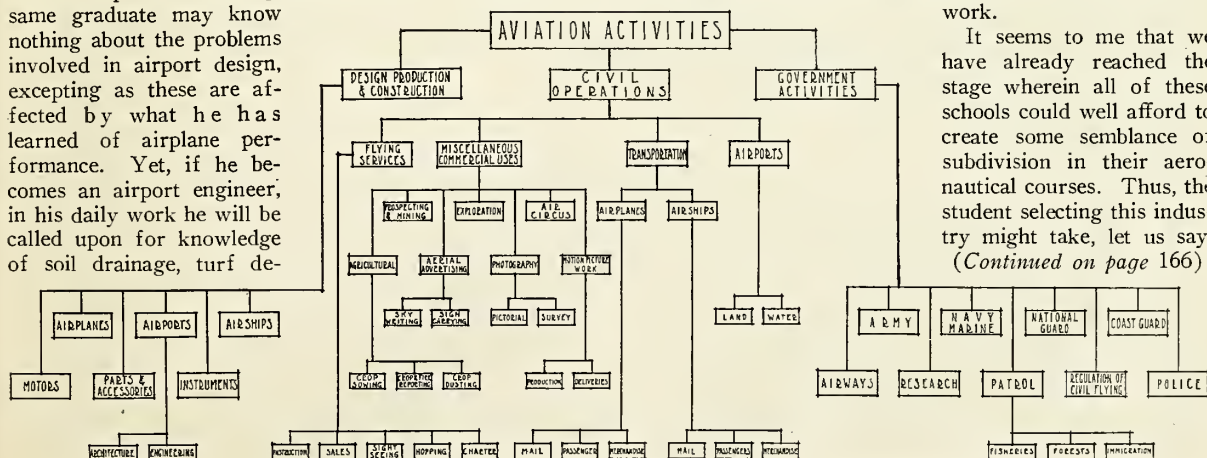 same graduate may know
nothing about the problems
involved in airport design,
excepting as these are af-
fected by what he has
learned of airplane per-
formance. Yet, if he be-
comes an airport engineer,
in his daily work he will be
called upon for knowledge
of soil drainage, turf de-
AVIATION ACTIVITIES
DESIGN PRODUCTION
& CONSTRUCTION
CIVIL
OPERATIONS
GOVERNMENT
ACTIVITIES
FLYING
SERVICES
MISCELLANEOUS
COMMERCIAL USES
TRANSPORTATION
AIRPORTS
PROSPECTING
& MINING
EXPLORATION
AIR
CIRCUS
AIRPLANES
AIRSHIPS
AGRICULTURAL
AERIAL
ADVERTISING
PHOTOGRAPHY
MOTION PICTURE
WORK
SKY
WRITING
SIGN
CARRYING
PICTORIAL
SURVEY
LAND
WATER
CROP
SOWING
REPORTING
CROP
DUSTING
PRODUCTION
DELIVERIES
AIRPLANES
AIRPORTS
AIRSHIPS
MOTORS
PARTS &
ACCESSORIES
INSTRUMENTS
ARCHITECTURE
ENGINEERING
INSTRUCTION
SALES
SIGHT
SEEING
HOPPING
CHARTER
MAIL
PASSENGER
MERCHANDISE
MAIL
PASSENGERS
MERCHANDISE
ARMY
NAVY
MARINE
NATIONAL
GUARD
COAST GUARD
AIRWAYS
RESEARCH
PATROL
REGULATION OF
CIVIL FLYING
POLICE
FISHERIES
FORESTS
IMMIGRATION
work.
It seems to me that we
have already reached the
stage wherein all of these
schools could well afford to
create some semblance of
subdivision in their aero-
nautical courses. Thus, the
student selecting this indus-
try might take, let us say,
(Continued on page 166)